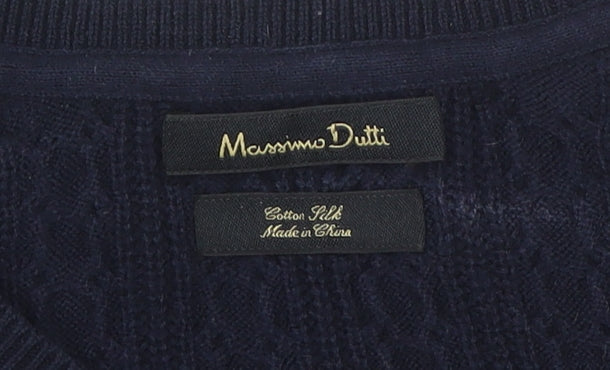 Massimo Dutti
Cotton Silk
Made in China